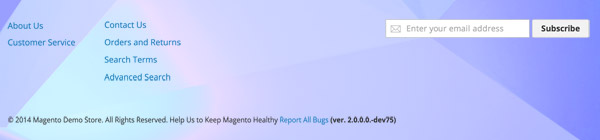 About Us
Customer Service
Contact Us
Orders and Returns
Search Terms
Advanced Search
Enter your email address
Subscribe
© 2014 Magento Demo Store. All Rights Reserved. Help Us to Keep Magento Healthy Report All Bugs (ver. 2.0.0.0.-dev75)